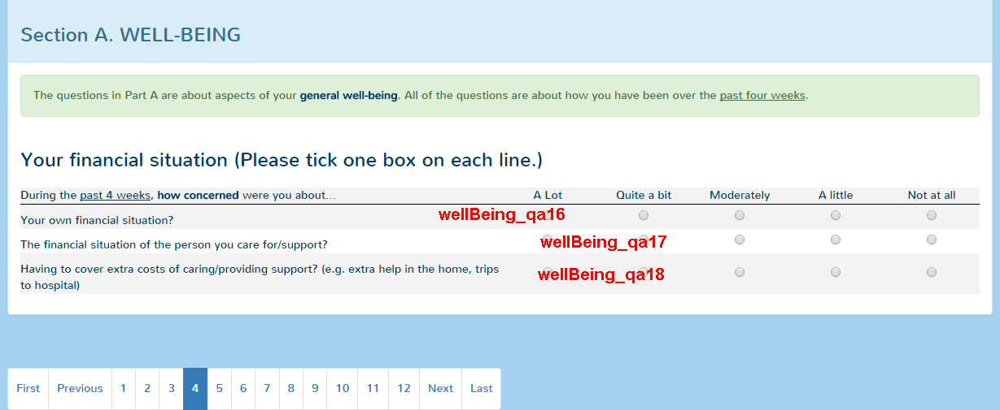 Section A. WELL-BEING
The questions in Part A are about aspects of your general well-being. All of the questions are about how you have been over the past four weeks.
Your financial situation (Please tick one box on each line.)
During the past 4 weeks, how concerned were you about... A Lot Quite a bit Moderately A little Not at all
Your own financial situation? wellBeing_qa16
The financial situation of the person you care for/support? wellBeing_qa17
Having to cover extra costs of caring/providing support? (e.g. extra help in the home, trips
to hospital) wellBeing_qa18
First Previous 1 2 3 4 5 6 7 8 9 10 11 12 Next Last